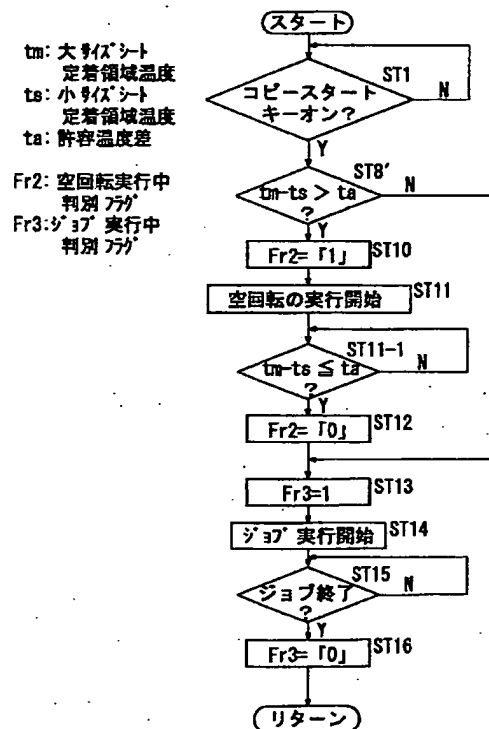 スタート
tm: 大サイズシート
定着領域温度
ts: 小サイズシート
定着領域温度
ta: 許容温度差
Fr2: 空回転実行中
判別フラグ
Fr3:ジョブ実行中
判別フラグ
ST1
コピースタート
キーオン?
N
Y
ST8'
tm-ts > ta
?
N
Y
Fr2=「1」
ST10
空回転の実行開始
ST11
ST11-1
tm-ts ≦ ta
?
N
Y
Fr2=「0」
ST12
Fr3=1
ST13
ジョブ実行開始
ST14
ST15
ジョブ終了
?
N
Y
Fr3=「0」
ST16
リターン